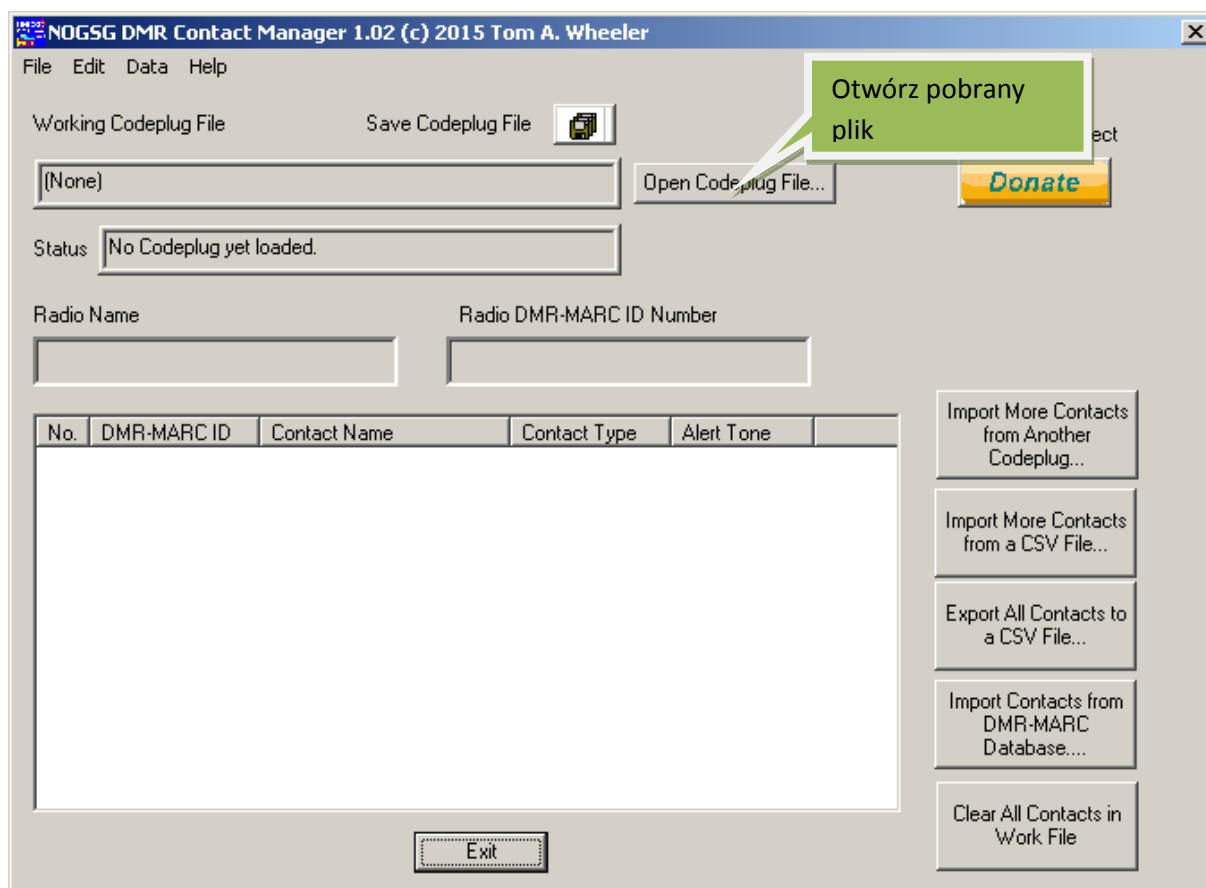 NOGSG DMR Contact Manager 1.02 (c) 2015 Tom A. Wheeler
File Edit Data Help
Otwórz pobrany
plik
Working Codeplug File
Save Codeplug File
ect
(None)
Open Codeplug File...
Donate
Status
No Codeplug yet loaded.
Radio Name
Radio DMR-MARC ID Number
No. DMR-MARC ID Contact Name Contact Type Alert Tone
Import More Contacts
from Another
Codeplug...
Import More Contacts
from a CSV File...
Export All Contacts to
a CSV File...
Import Contacts from
DMR-MARC
Database....
Clear All Contacts in
Work File
Exit